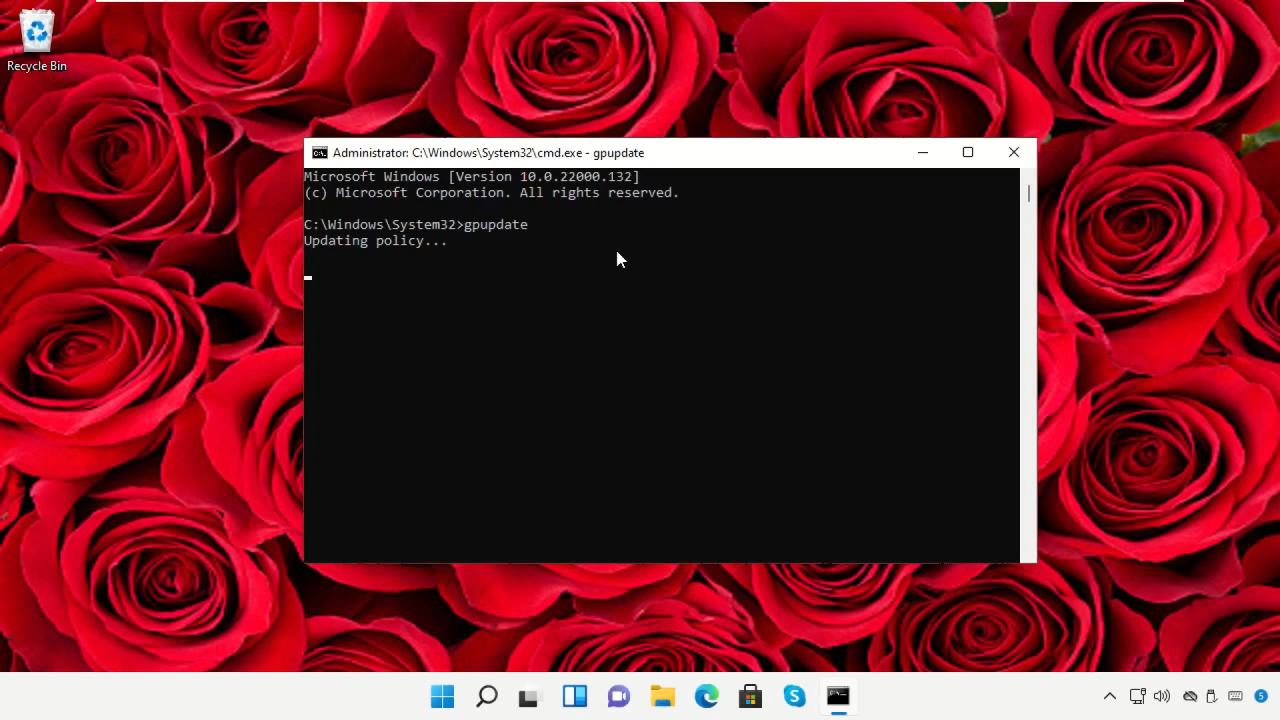 Recycle Bin
Administrator: C:\Windows\System32\cmd.exe - gpupdate
Microsoft Windows [Version 10.0.22000.132]
(c) Microsoft Corporation. All rights reserved.
C:\Windows\System32>gpupdate
Updating policy...
5